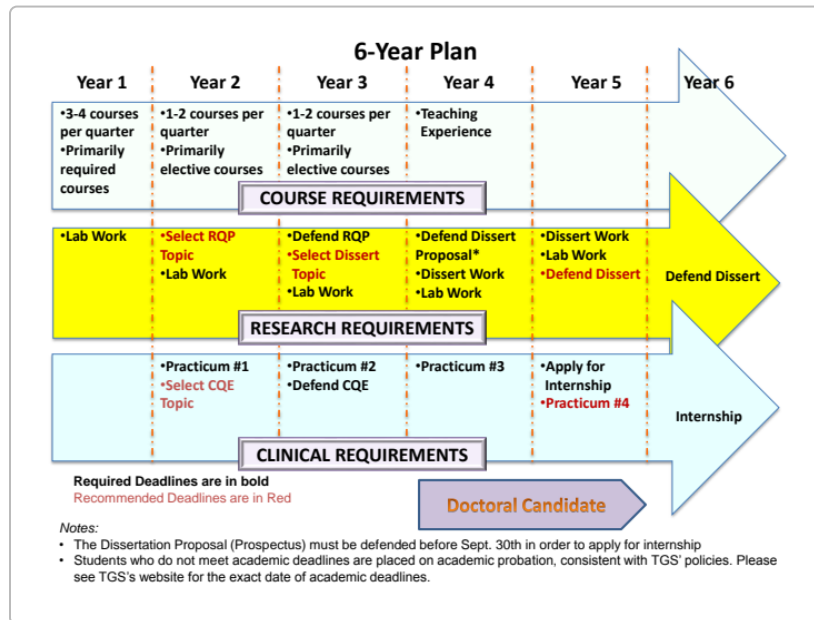 6-Year Plan
Year 1 Year 2 Year 3 Year 4 Year 5 Year 6
•3-4 courses
per quarter
•Primarily
required
courses
•1-2 courses per
quarter
•Primarily
elective courses
•1-2 courses per
quarter
•Primarily
elective courses
•Teaching
Experience
COURSE REQUIREMENTS
•Lab Work
•Select RQP
Topic
•Lab Work
•Defend RQP
•Select Dissert
Topic
•Lab Work
•Defend Dissert
Proposal*
•Dissert Work
•Lab Work
•Dissert Work
•Lab Work
•Defend Dissert
Defend Dissert
RESEARCH REQUIREMENTS
•Practicum #1
•Select CQE
Topic
•Practicum #2
•Defend CQE
•Practicum #3
•Apply for
Internship
•Practicum #4
Internship
CLINICAL REQUIREMENTS
Required Deadlines are in bold
Recommended Deadlines are in Red
Doctoral Candidate
Notes:
• The Dissertation Proposal (Prospectus) must be defended before Sept. 30th in order to apply for internship
• Students who do not meet academic deadlines are placed on academic probation, consistent with TGS' policies. Please
see TGS's website for the exact date of academic deadlines.